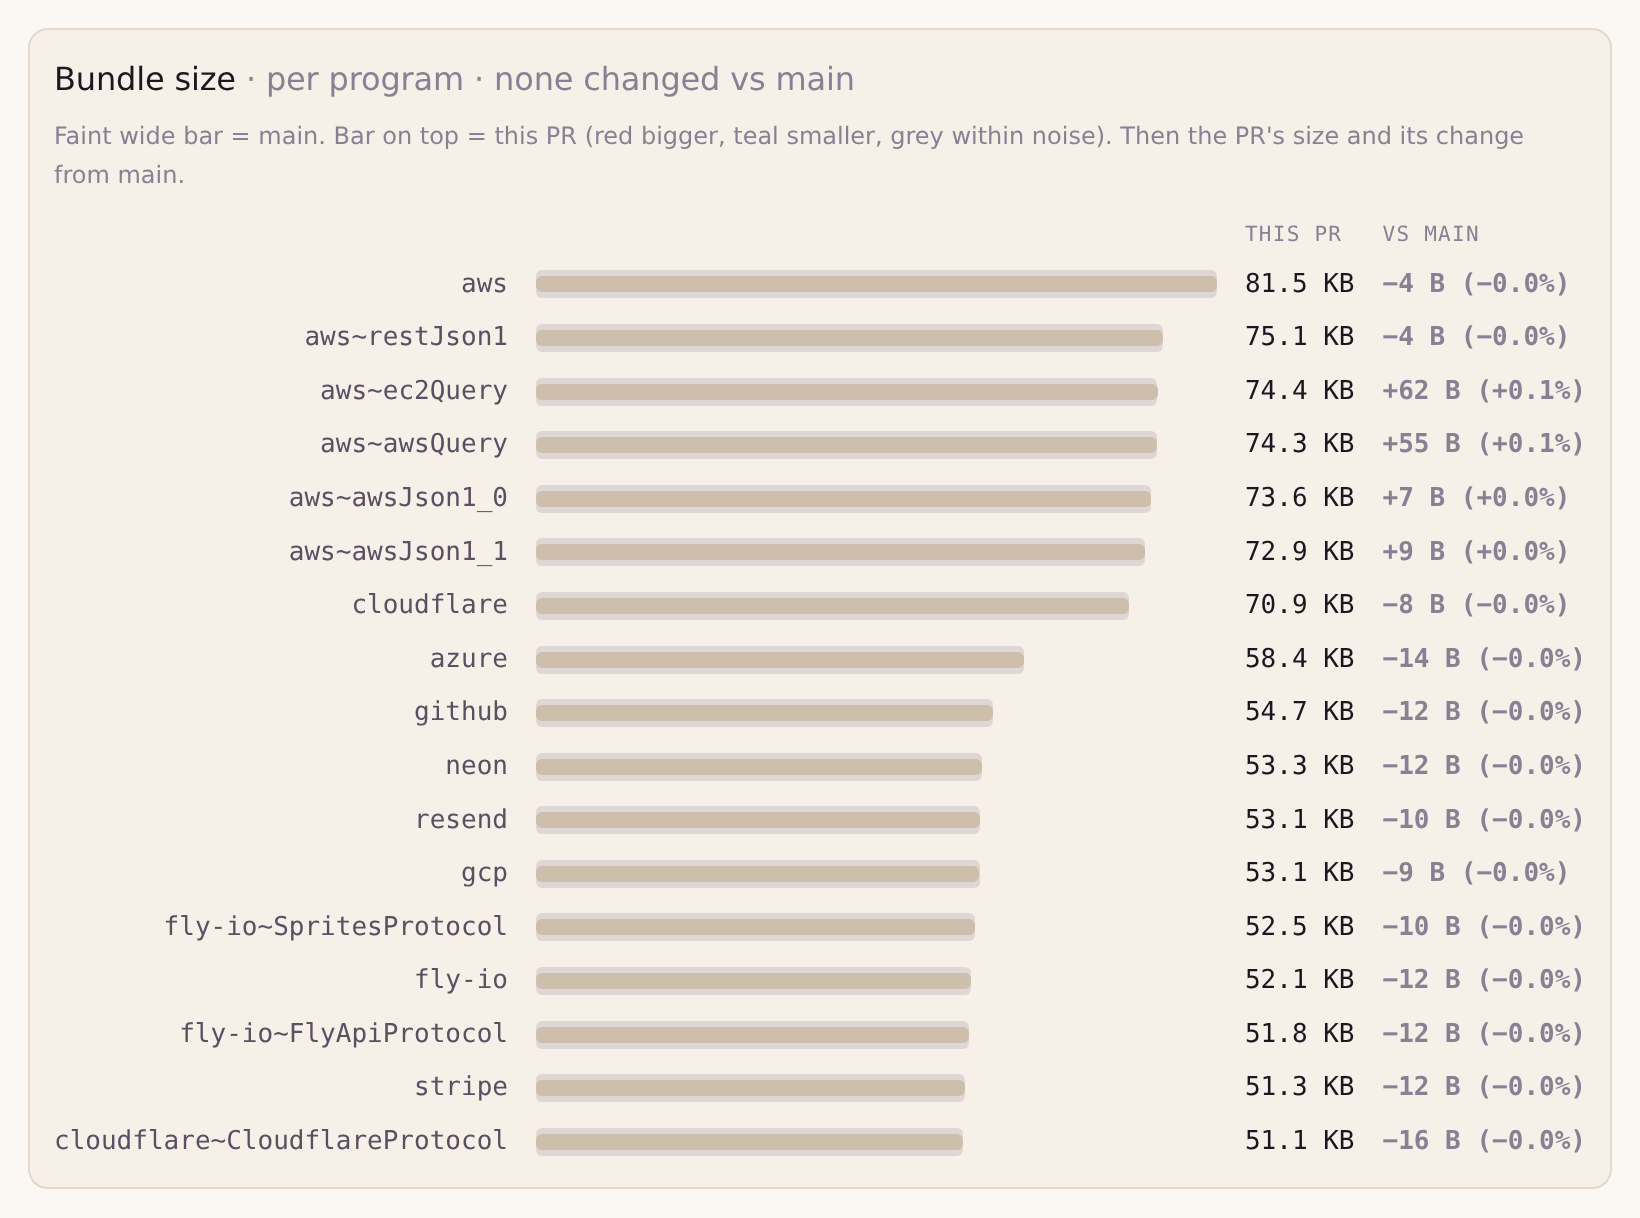 Bundle size · per program · none changed vs main
Faint wide bar = main. Bar on top = this PR (red bigger, teal smaller, grey within noise). Then the PR's size and its change
from main.
THIS PR VS MAIN
aws 81.5 KB −4 B (−0.0%)
aws~restJson1 75.1 KB −4 B (−0.0%)
aws~ec2Query 74.4 KB +62 B (+0.1%)
aws~awsQuery 74.3 KB +55 B (+0.1%)
aws~awsJson1_0 73.6 KB +7 B (+0.0%)
aws~awsJson1_1 72.9 KB +9 B (+0.0%)
cloudflare 70.9 KB −8 B (−0.0%)
azure 58.4 KB −14 B (−0.0%)
github 54.7 KB −12 B (−0.0%)
neon 53.3 KB −12 B (−0.0%)
resend 53.1 KB −10 B (−0.0%)
gcp 53.1 KB −9 B (−0.0%)
fly-io~SpritesProtocol 52.5 KB −10 B (−0.0%)
fly-io 52.1 KB −12 B (−0.0%)
fly-io~FlyApiProtocol 51.8 KB −12 B (−0.0%)
stripe 51.3 KB −12 B (−0.0%)
cloudflare~CloudflareProtocol 51.1 KB −16 B (−0.0%)